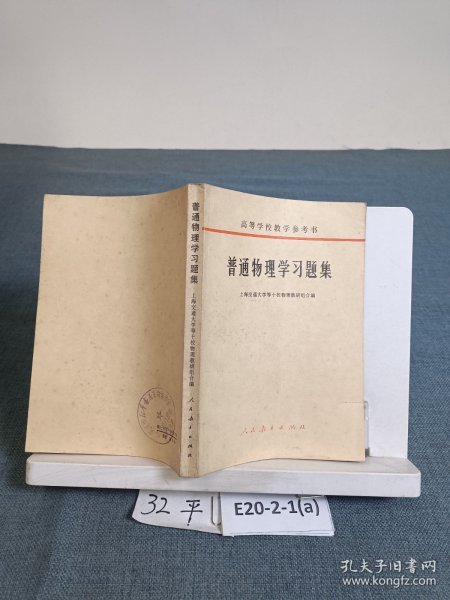 高等学校教学参考书
普通物理学习题集
上海交通大学等十校物理教研组合编
人民教育出版社
普通物理学习题集
上海交通大学等十校物理教研组合编
人民教育出版社
32 平
E20-2-1(a)
孔夫子旧书网
www.kongfz.com